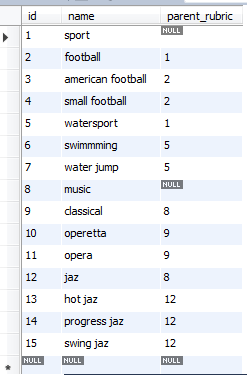 id name parent_rubric
1 sport NULL
2 football 1
3 american football 2
4 small football 2
5 watersport 1
6 swimmming 5
7 water jump 5
8 music NULL
9 classical 8
10 operetta 9
11 opera 9
12 jaz 8
13 hot jaz 12
14 progress jaz 12
15 swing jaz 12
* NULL NULL NULL